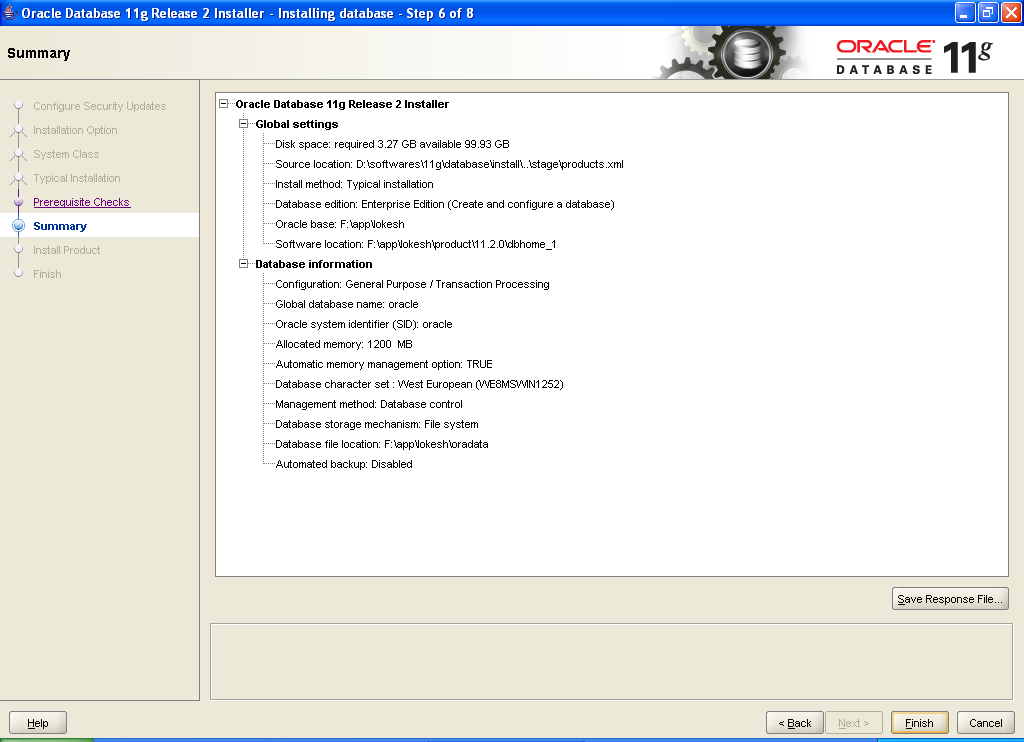 Oracle Database 11g Release 2 Installer - Installing database - Step 6 of 8
Summary
ORACLE 11g
DATABASE
Configure Security Updates
Installation Option
System Class
Typical Installation
Prerequisite Checks
Summary
Install Product
Finish
Oracle Database 11g Release 2 Installer
Global settings
Disk space: required 3.27 GB available 99.93 GB
Source location: D:\softwares\11g\database\install\..\stage\products.xml
Install method: Typical installation
Database edition: Enterprise Edition (Create and configure a database)
Oracle base: F:\app\lokesh
Software location: F:\app\lokesh\product\11.2.0\dbhome_1
Database information
Configuration: General Purpose / Transaction Processing
Global database name: oracle
Oracle system identifier (SID): oracle
Allocated memory: 1200  MB
Automatic memory management option: TRUE
Database character set : West European (WE8MSWIN1252)
Management method: Database control
Database storage mechanism: File system
Database file location: F:\app\lokesh\oradata
Automated backup: Disabled
Save Response File...
Help
< Back
Next >
Finish
Cancel